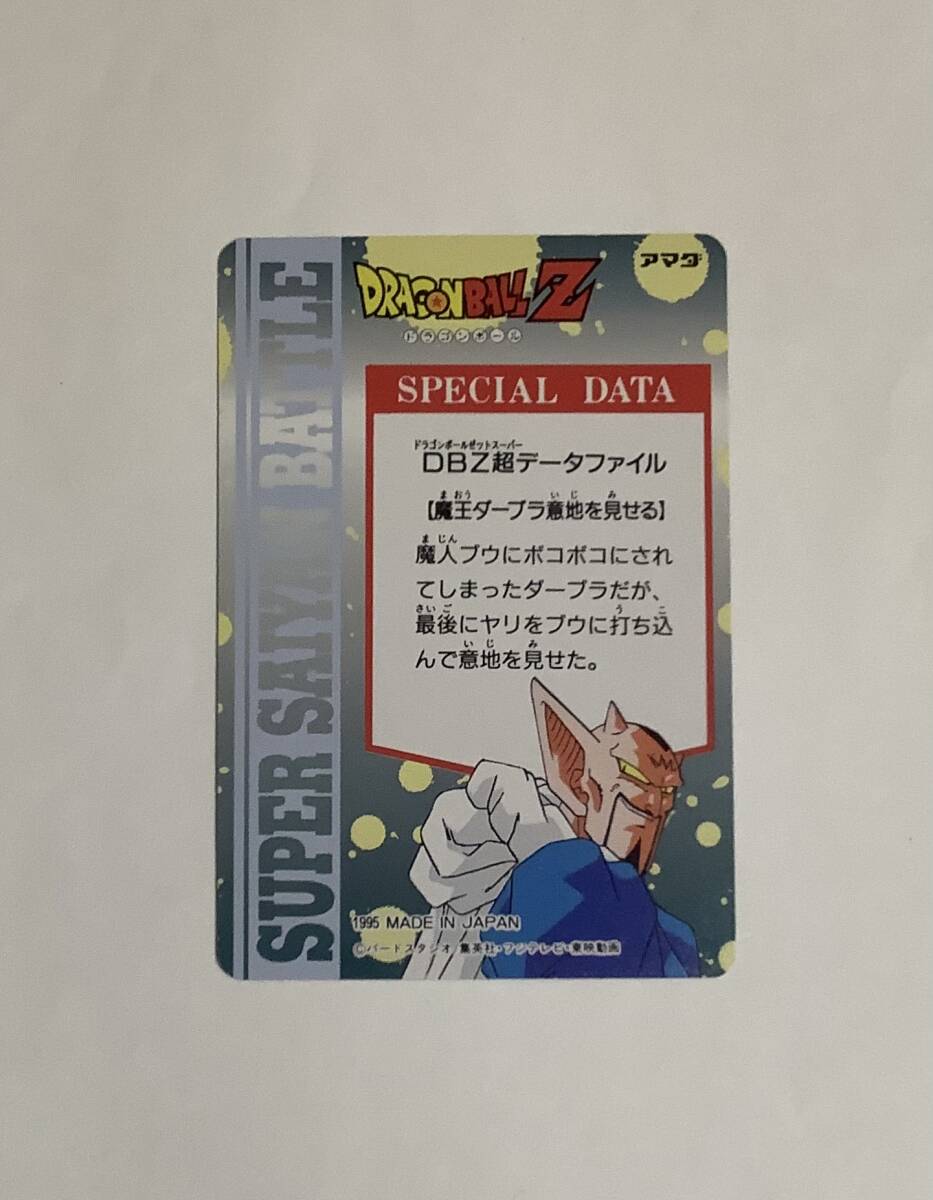 SUPER SAIYA BATTLE
DRAGON BALL Z
ドラゴンボール
アマダ
SPECIAL DATA
ドラゴンボールゼットスーパー
DBZ超データファイル
まおう いじ み
【魔王ダーブラ意地を見せる】
まじん
魔人ブウにボコボコにされ
てしまったダーブラだが、
さいご う こ
最後にヤリをブウに打ち込
いじ み
んで意地を見せた。
1995 MADE IN JAPAN
©バードスタジオ 集英社・フジテレビ・東映動画